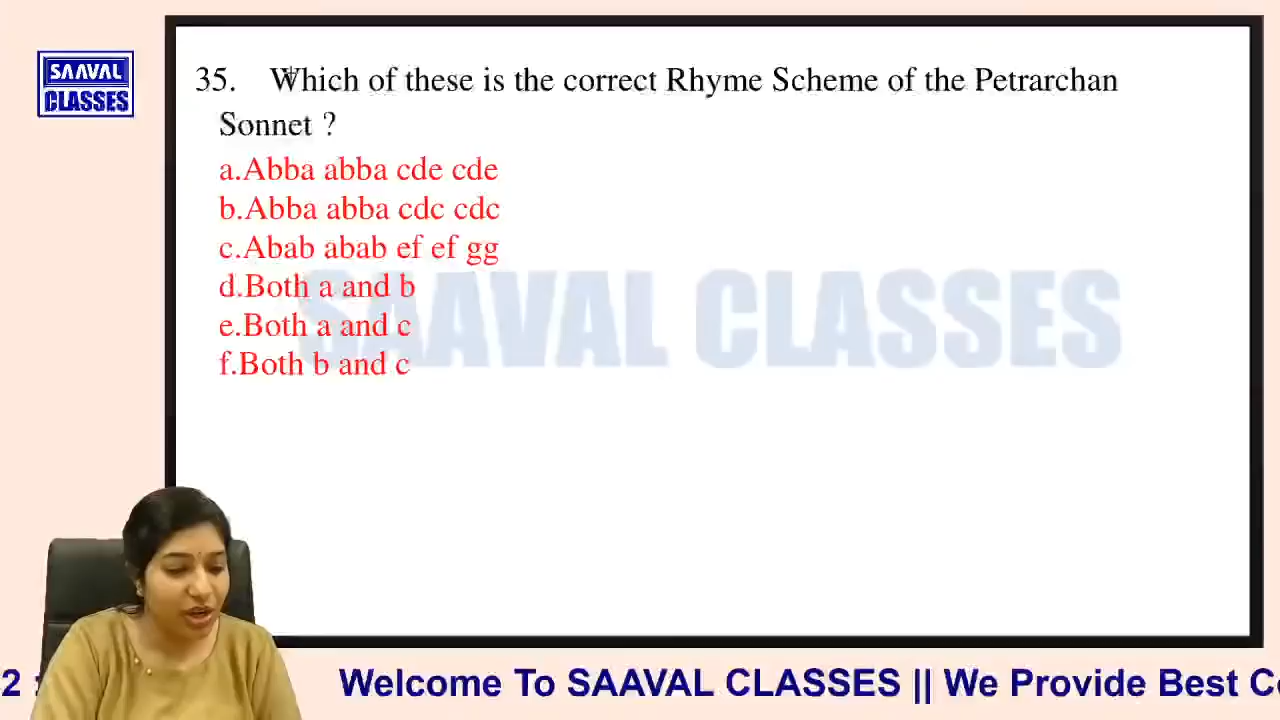 SAAVAL
CLASSES
35. Which of these is the correct Rhyme Scheme of the Petrarchan
Sonnet ?
a.Abba abba cde cde
b.Abba abba cdc cdc
c.Abab abab ef ef gg
d.Both a and b
e.Both a and c
f.Both b and c
SAAVAL CLASSES
2 : Welcome To SAAVAL CLASSES || We Provide Best Co